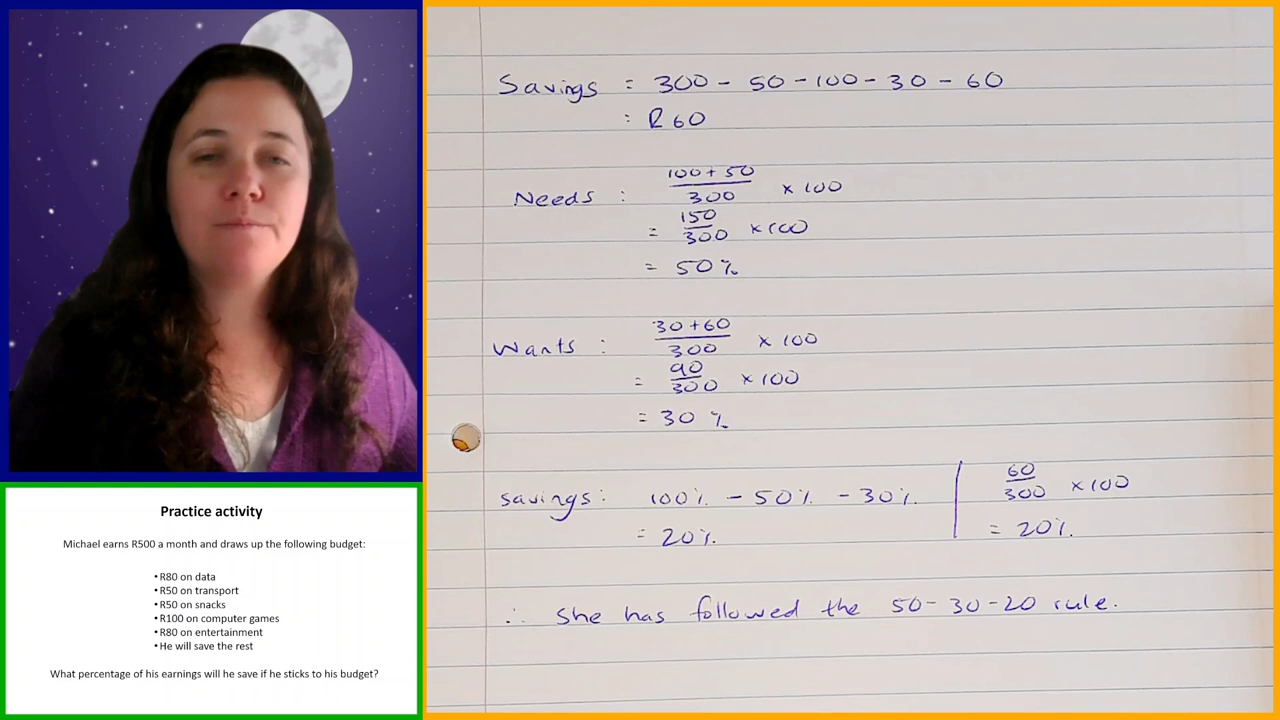 Savings : 300 - 50 - 100 - 30 - 60
: R60
Needs : 100 + 50 / 300 × 100
= 150 / 300 × 100
= 50%
Wants : 30 + 60 / 300 × 100
= 90 / 300 × 100
= 30 %
savings : 100% - 50% - 30% | 60 / 300 × 100
= 20% | = 20%.
∴ She has followed the 50-30-20 rule.
Practice activity
Michael earns R500 a month and draws up the following budget:
• R80 on data
• R50 on transport
• R50 on snacks
• R100 on computer games
• R80 on entertainment
• He will save the rest
What percentage of his earnings will he save if he sticks to his budget?